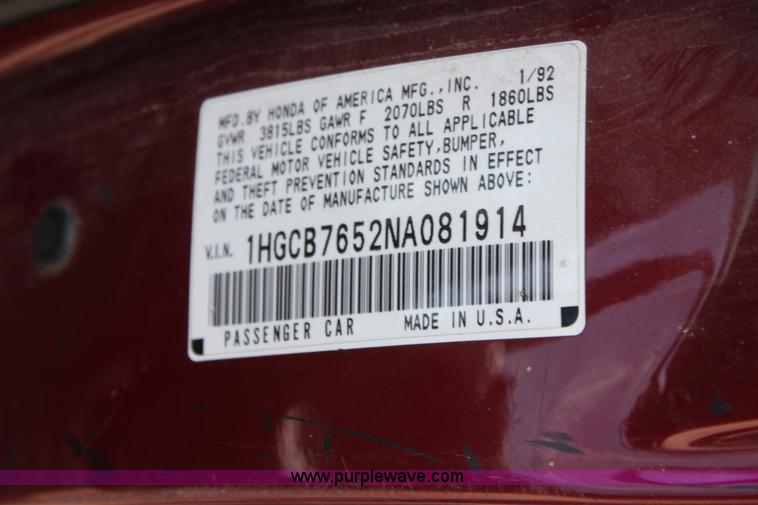 MFD.BY HONDA OF AMERICA MFG.,INC. 1/92
GVWR 3815LBS GAWR F 2070LBS R 1860LBS
THIS VEHICLE CONFORMS TO ALL APPLICABLE
FEDERAL MOTOR VEHICLE SAFETY,BUMPER,
AND THEFT PREVENTION STANDARDS IN EFFECT
ON THE DATE OF MANUFACTURE SHOWN ABOVE:
V.I.N. 1HGCB7652NA081914
PASSENGER CAR MADE IN U.S.A.
www.purplewave.com